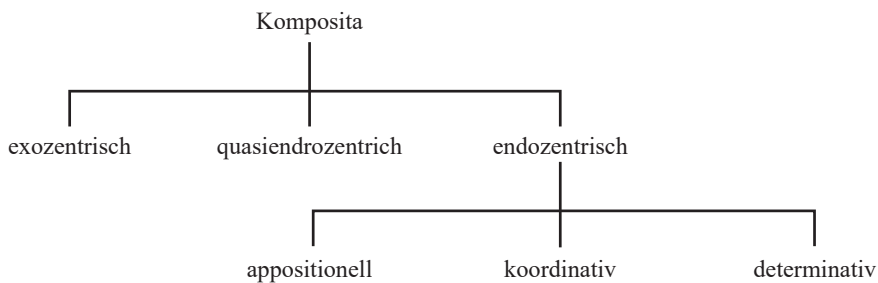 Komposita
exozentrisch quasiendrozentrich endozentrisch
appositionell koordinativ determinativ